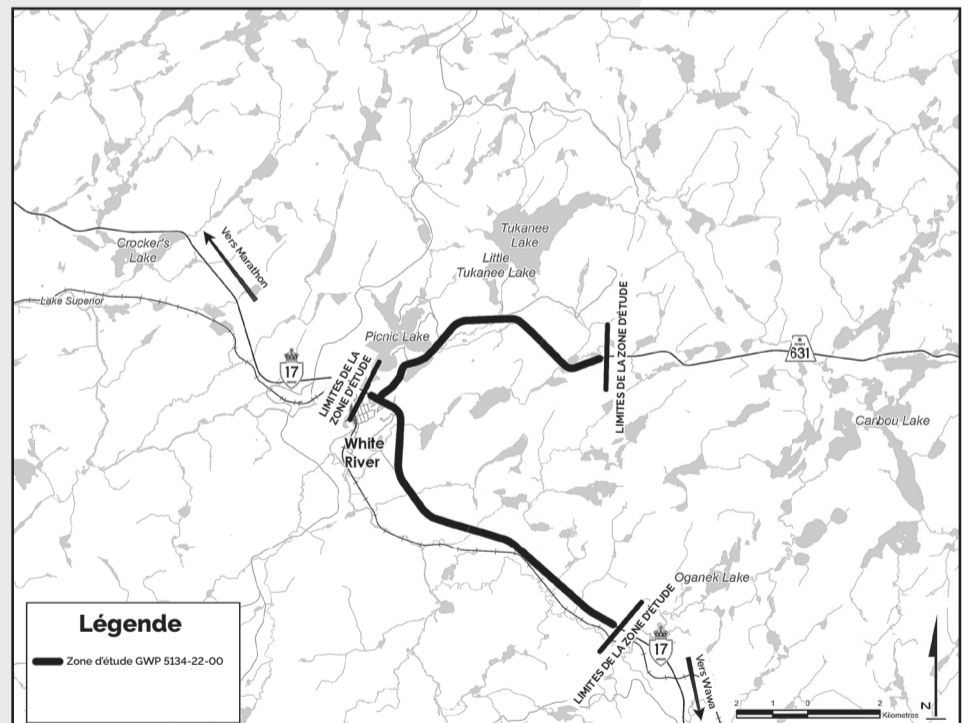 Tukanee
Lake
Little
Tukanee Lake
Crocker's
Lake
Vers Marathon
Lake Superior
Picnic Lake
LIMITES DE LA ZONE D'ÉTUDE
631
17
LIMITES DE LA
ZONE D'ÉTUDE
Carbou Lake
White
River
Oganek Lake
LIMITES DE LA ZONE D'ÉTUDE
17
Vers Wawa
Légende
Zone d'étude GWP 5134-22-00
2 1 0 2
Kilometres
N